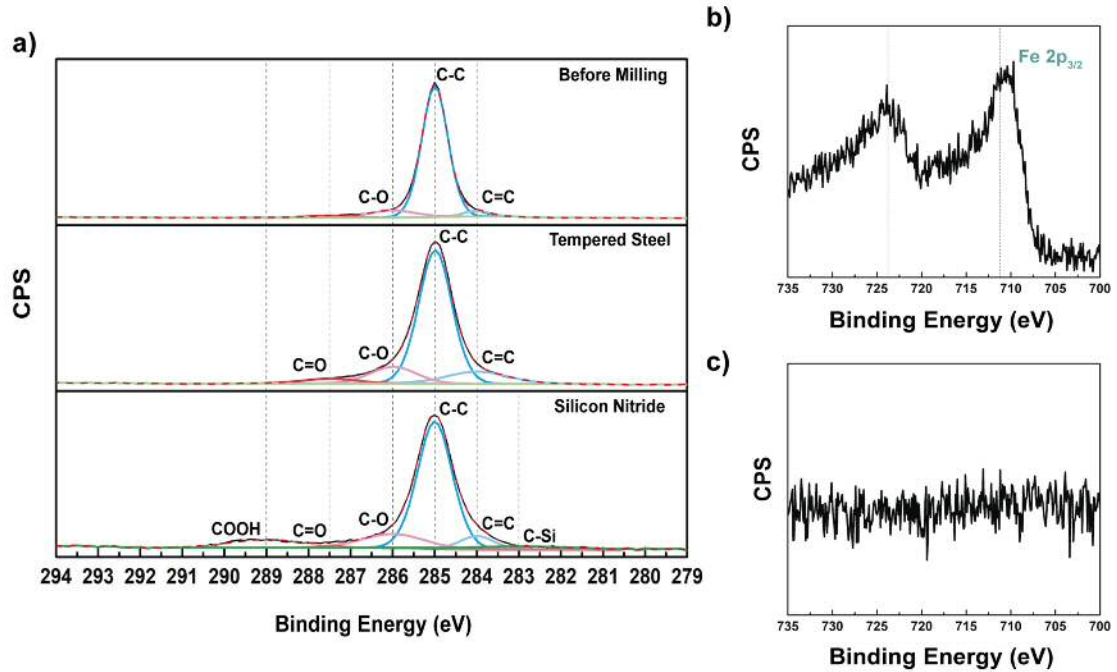 a)
Before Milling
C-C
C-O
C=C
Tempered Steel
C-C
C=O
C-O
C=C
Silicon Nitride
C-C
COOH
C=O
C-O
C=C
C-Si
CPS
294 293 292 291 290 289 288 287 286 285 284 283 282 281 280 279
Binding Energy (eV)
b)
Fe 2p3/2
CPS
735 730 725 720 715 710 705 700
Binding Energy (eV)
c)
CPS
735 730 725 720 715 710 705 700
Binding Energy (eV)